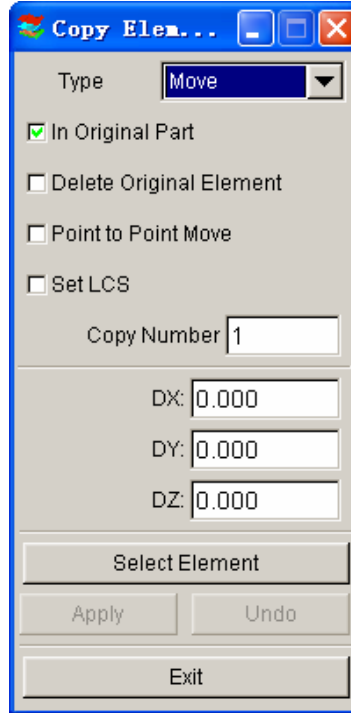 Copy Elem...
Type Move
In Original Part
Delete Original Element
Point to Point Move
Set LCS
Copy Number 1
DX: 0.000
DY: 0.000
DZ: 0.000
Select Element
Apply Undo
Exit